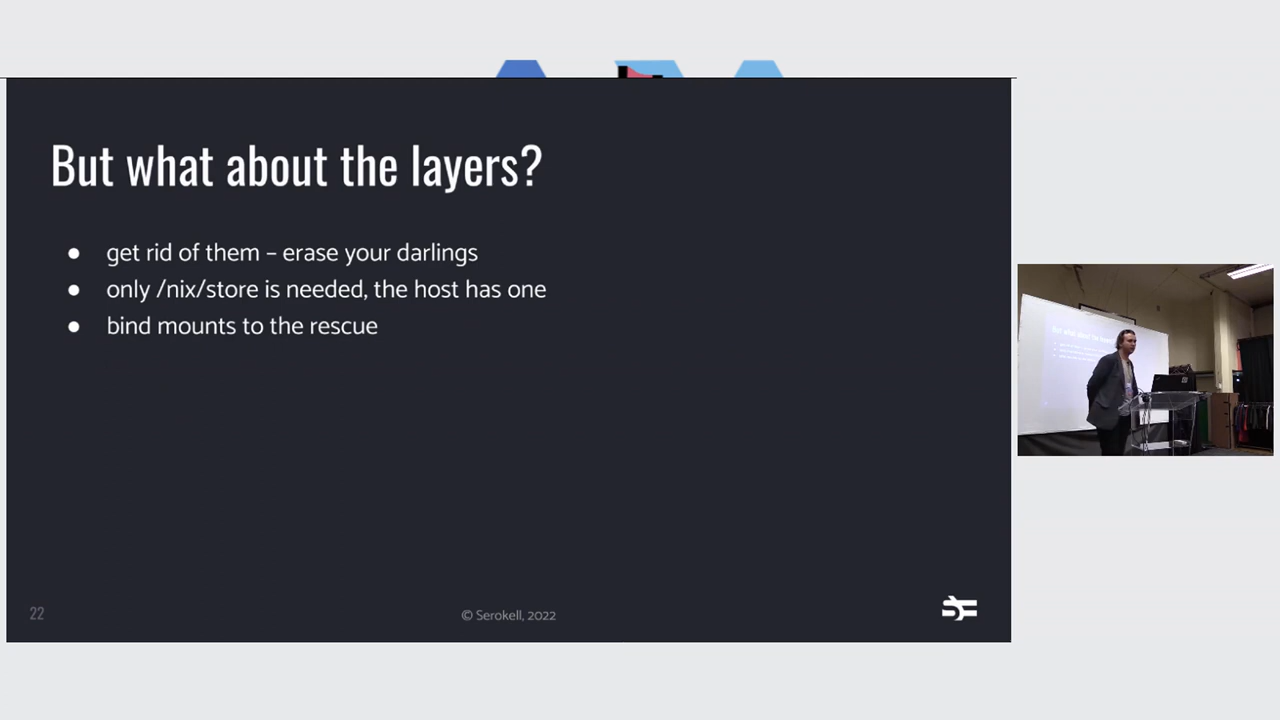 But what about the layers?
● get rid of them – erase your darlings
● only /nix/store is needed, the host has one
● bind mounts to the rescue
22
© Serokell, 2022